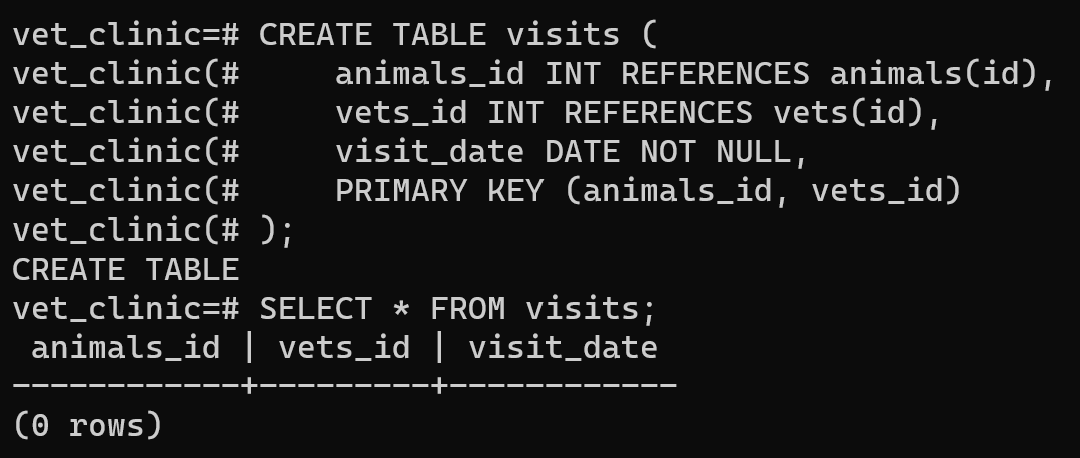 vet_clinic=# CREATE TABLE visits (
vet_clinic(#     animals_id INT REFERENCES animals(id),
vet_clinic(#     vets_id INT REFERENCES vets(id),
vet_clinic(#     visit_date DATE NOT NULL,
vet_clinic(#     PRIMARY KEY (animals_id, vets_id)
vet_clinic(# );
CREATE TABLE
vet_clinic=# SELECT * FROM visits;
 animals_id | vets_id | visit_date
------------+---------+------------
(0 rows)